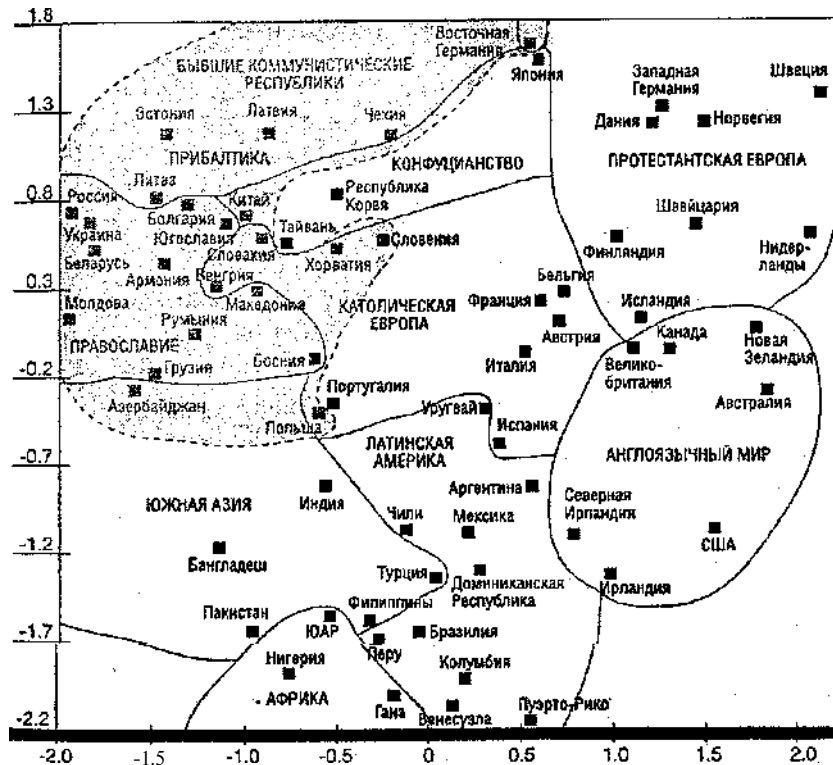 1.8
Восточная
Германия
Япония
БЫВШИЕ КОММУНИСТИЧЕСКИЕ
РЕСПУБЛИКИ
Западная
Германия
Швеция
1.3
Эстония
Латвия
Чехия
Дания
Норвегия
ПРИБАЛТИКА
КОНФУЦИАНСТВО
ПРОТЕСТАНТСКАЯ ЕВРОПА
0.8
Россия
Литва
Китай
Республика
Корея
Швейцария
Украина
Болгария
Тайвань
Словения
Югославия
Финляндия
Нидер-
ланды
Беларусь
Словакия
Хорватия
Армония
Венгрия
Бельгия
0.3
Молдова
Македония
КАТОЛИЧЕСКАЯ
ЕВРОПА
Франция
Исландия
Румыния
Австрия
Канада
Новая
Зеландия
ПРАВОСЛАВИЕ
Грузия
Босния
Италия
Велико-
британия
-0.2
Азербайджан
Португалия
Австралия
Польша
Уругвай
Испания
ЛАТИНСКАЯ
АМЕРИКА
АНГЛОЯЗЫЧНЫЙ МИР
-0.7
ЮЖНАЯ АЗИЯ
Индия
Аргентина
Северная
Ирландия
Чили
Мексика
США
-1.2
Бангладеш
Турция
Доминиканская
Республика
Ирландия
Пакистан
ЮАР
Филиппины
Бразилия
-1.7
Перу
Нигерия
Колумбия
АФРИКА
Гана
Венесуэла
Пуэрто-Рико
-2.2
-2.0
-1.5
-1.0
-0.5
0
0.5
1.0
1.5
2.0